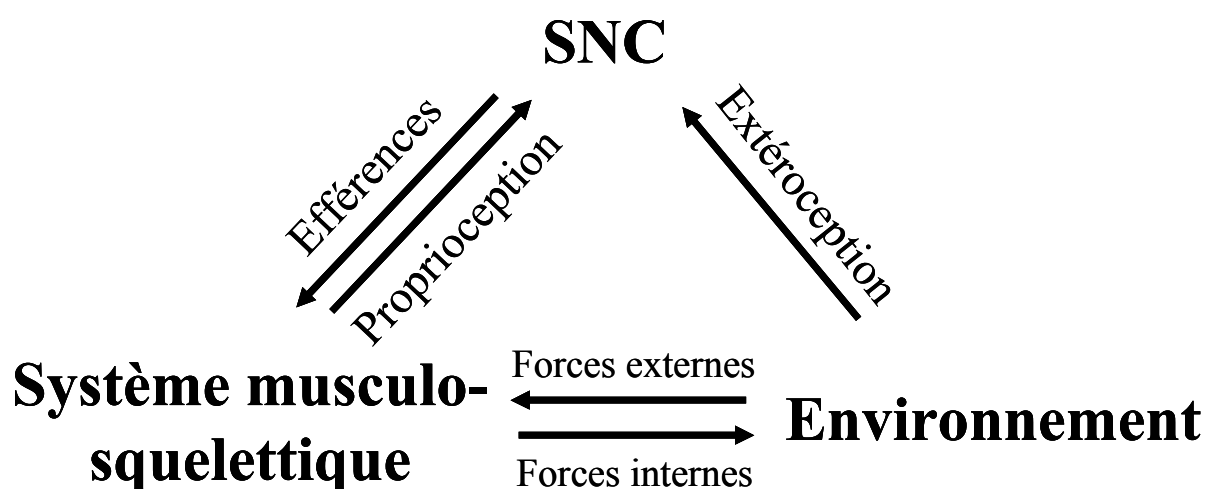 SNC
Efférences
Proprioception
Extéroception
Système musculo-
squelettique
Forces externes
Forces internes
Environnement